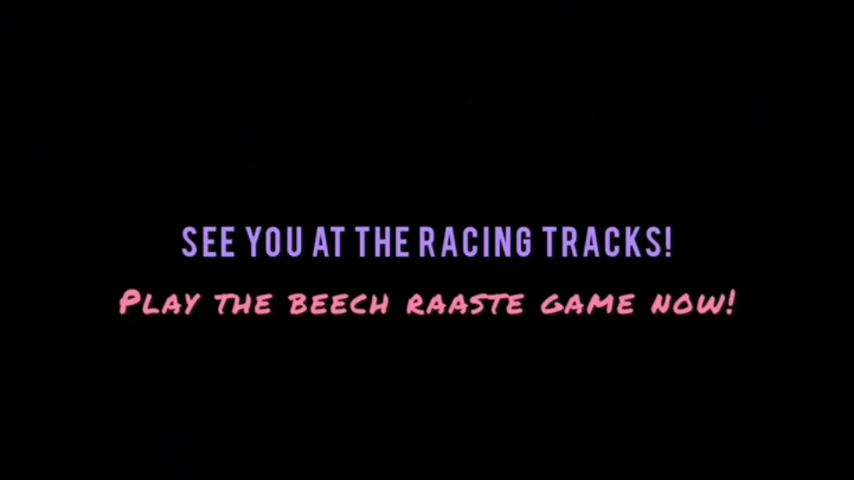 SEE YOU AT THE RACING TRACKS!
PLAY THE BEECH RAASTE GAME NOW!